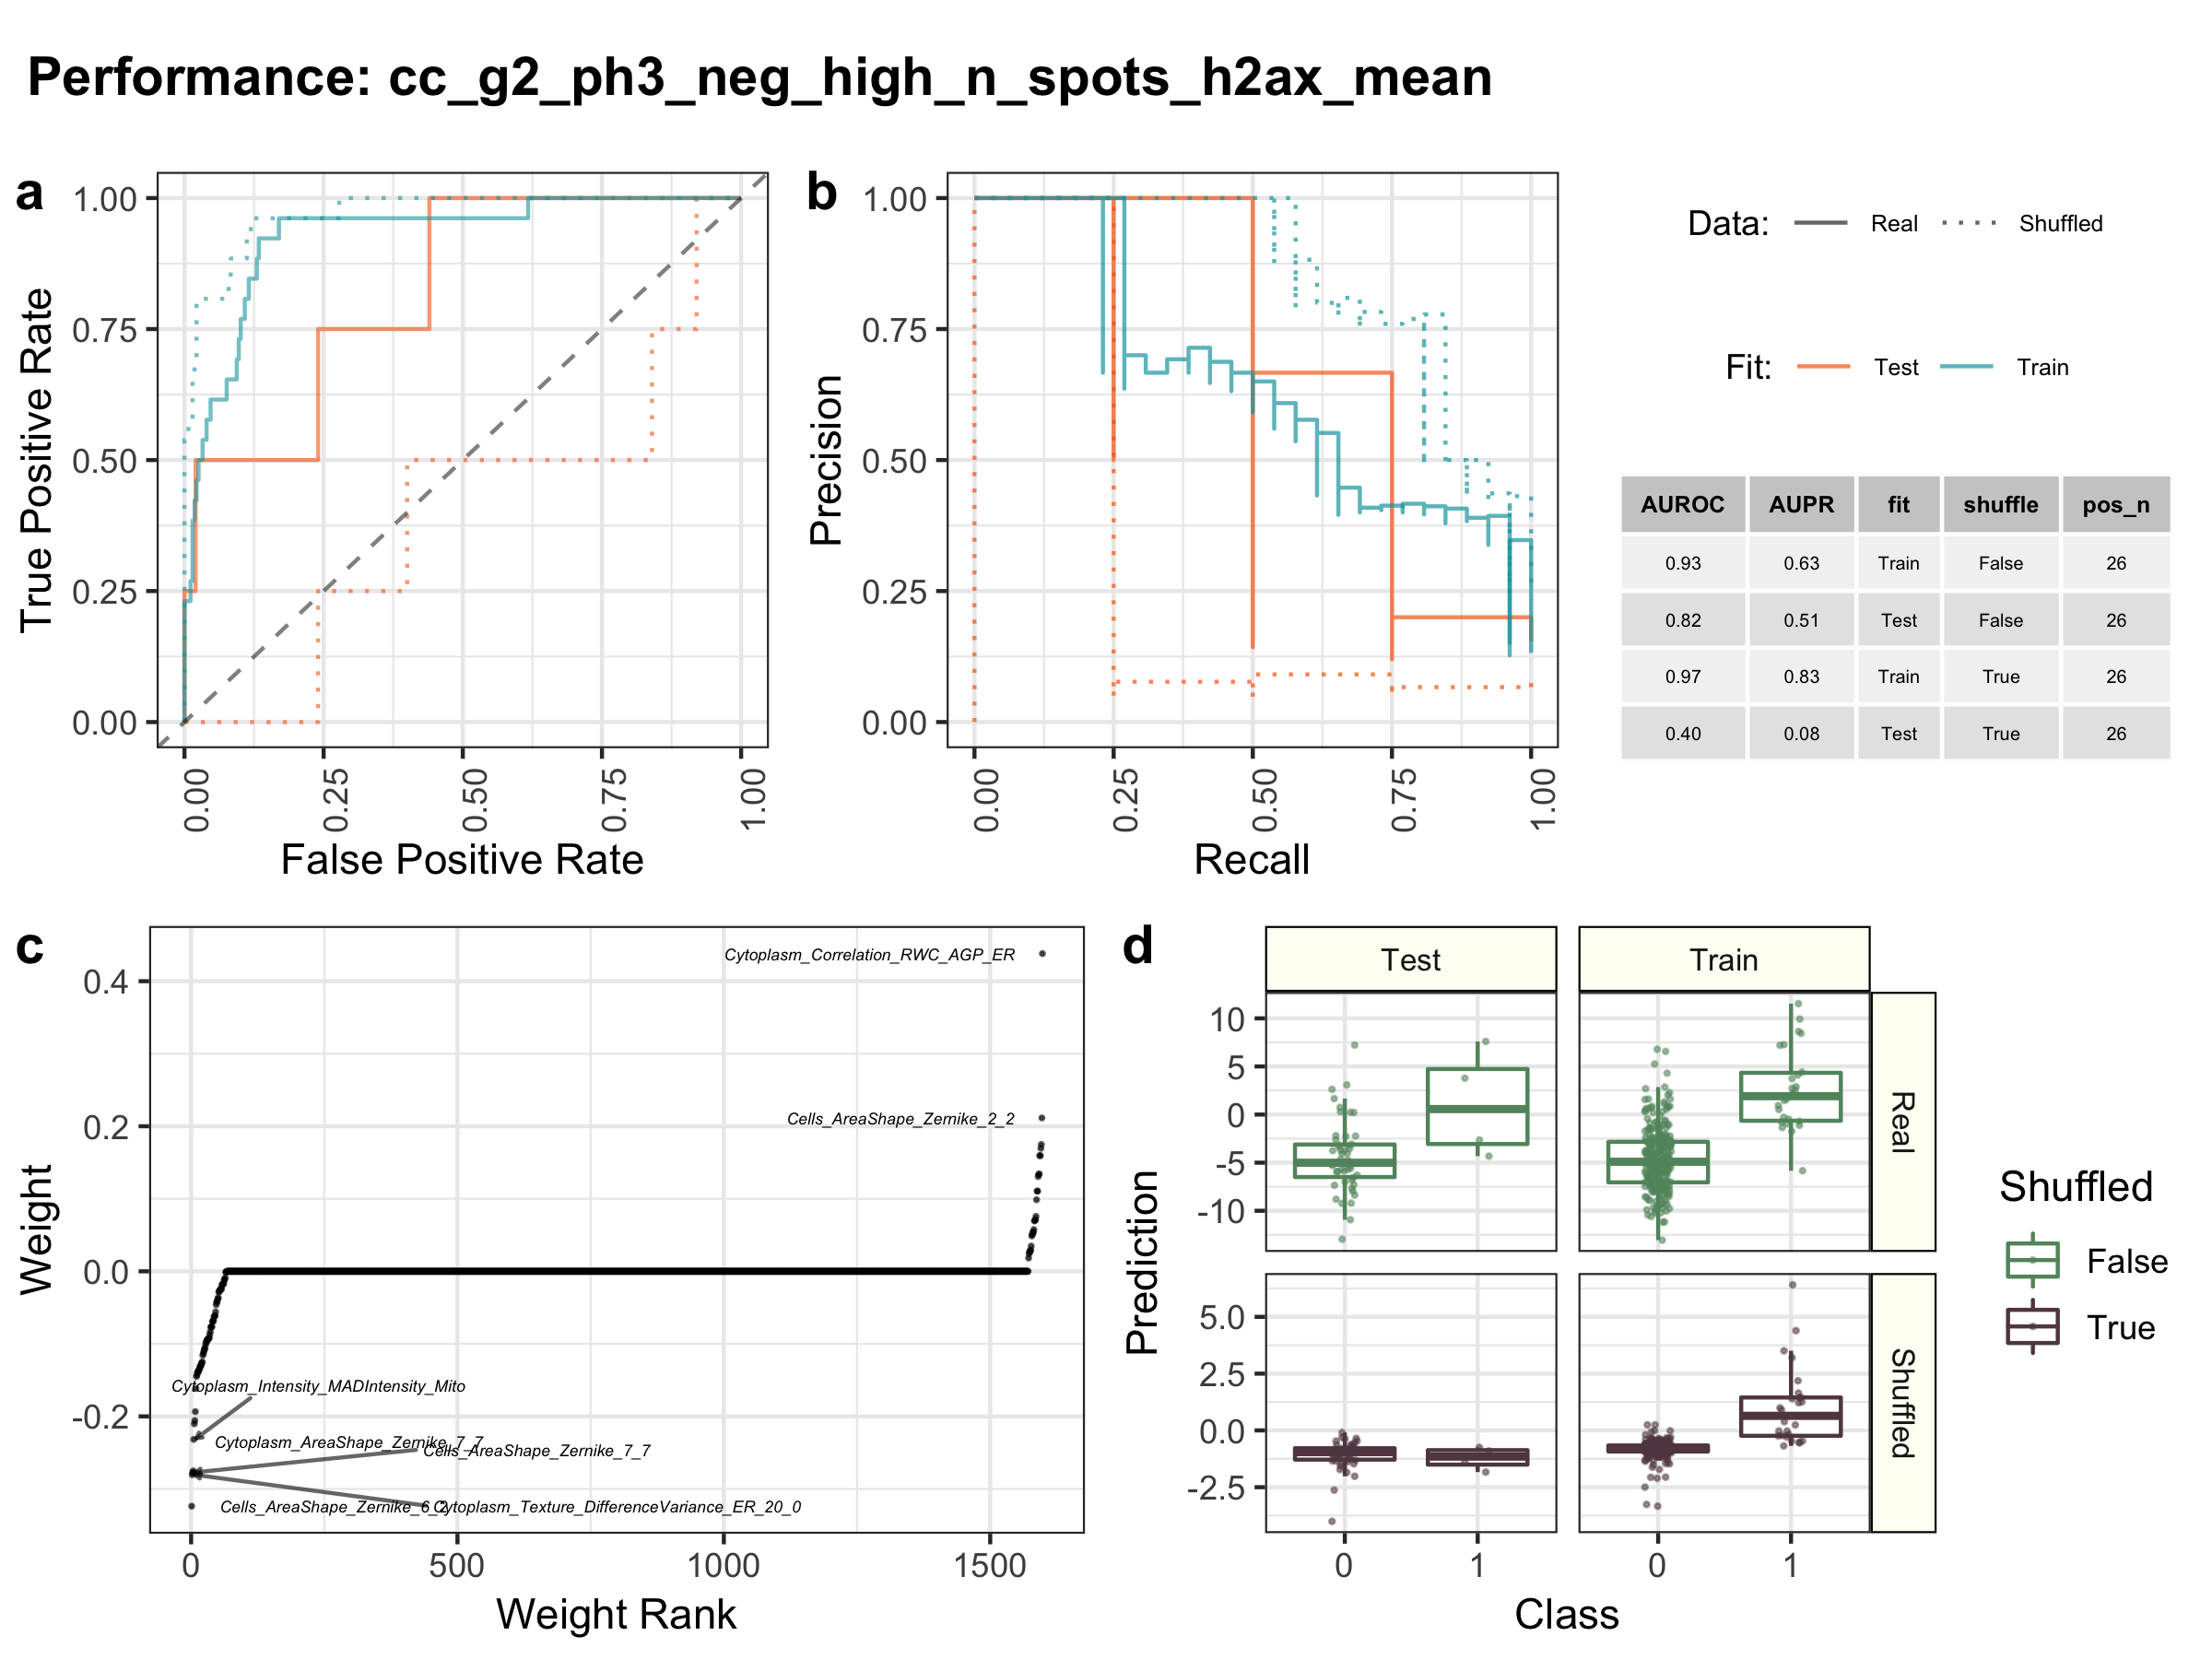 Performance: cc_g2_ph3_neg_high_n_spots_h2ax_mean
a
True Positive Rate
1.00
0.75
0.50
0.25
0.00
0.00
0.25
0.50
0.75
1.00
False Positive Rate
b
Precision
1.00
0.75
0.50
0.25
0.00
0.00
0.25
0.50
0.75
1.00
Recall
Data: Real Shuffled
Fit: Test Train
AUROC AUPR fit shuffle pos_n
0.93 0.63 Train False 26
0.82 0.51 Test False 26
0.97 0.83 Train True 26
0.40 0.08 Test True 26
c
Weight
0.4
0.2
0.0
-0.2
Cytoplasm_Correlation_RWC_AGP_ER
Cells_AreaShape_Zernike_2_2
Cytoplasm_Intensity_MADIntensity_Mito
Cytoplasm_AreaShape_Zernike_7_7
Cells_AreaShape_Zernike_7_7
Cells_AreaShape_Zernike_6_2
Cytoplasm_Texture_DifferenceVariance_ER_20_0
0 500 1000 1500
Weight Rank
d
Test Train
Prediction
10
5
0
-5
-10
Real
5.0
2.5
0.0
-2.5
Shuffled
0 1 0 1
Class
Shuffled
False
True